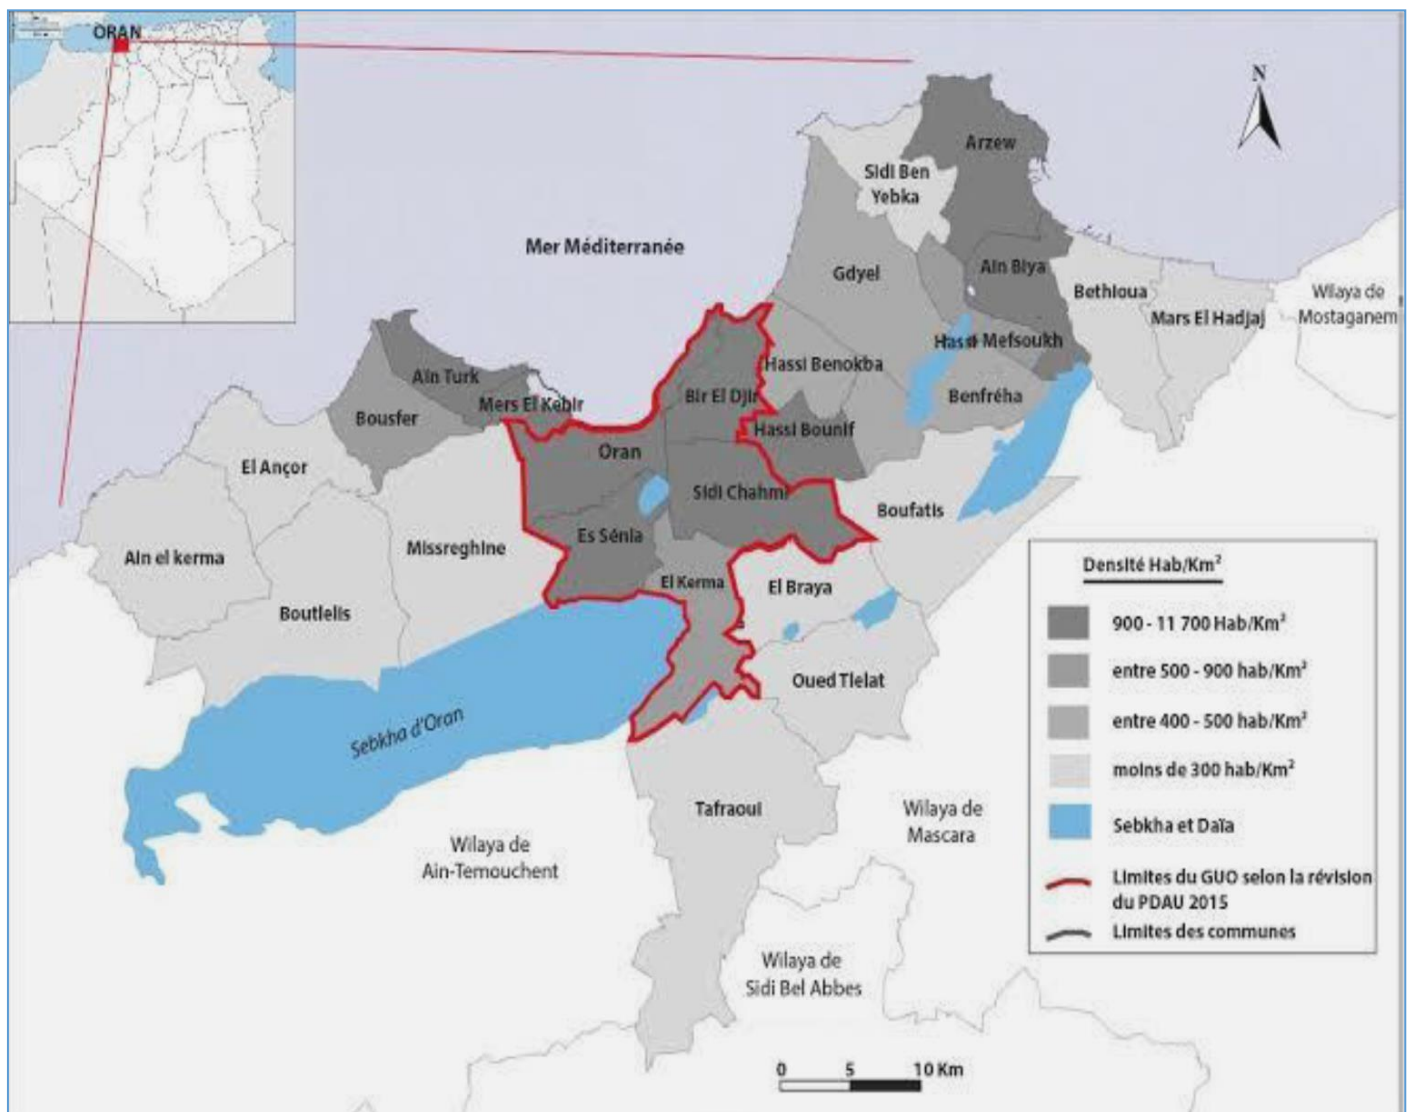 ORAN
N
Arzew
Sidi Ben
Yebka
Mer Méditerranée
Gdyel
Ain Biya
Bethioua
Mars El Hadjaj
Wilaya de
Mostaganem
Hassi Mefsoukh
Hassi Benokba
Ain Turk
Mers El Kebir
Bousfer
Bir El Djir
Benfréha
Hassi Bounif
Oran
El Ançor
Sidi Chahmi
Boufatis
Es Sénia
Missreghine
Ain el kerma
El Kerma
El Braya
Boutlelis
Oued Tlelat
Sebkha d'Oran
Tafraoui
Wilaya de
Mascara
Wilaya de
Ain-Temouchent
Wilaya de
Sidi Bel Abbes
Densité Hab/Km²
900 - 11 700 Hab/Km²
entre 500 - 900 hab/Km²
entre 400 - 500 hab/Km²
moins de 300 hab/Km²
Sebkha et Daïa
Limites du GUO selon la révision
du PDAU 2015
Limites des communes
0 5 10 Km